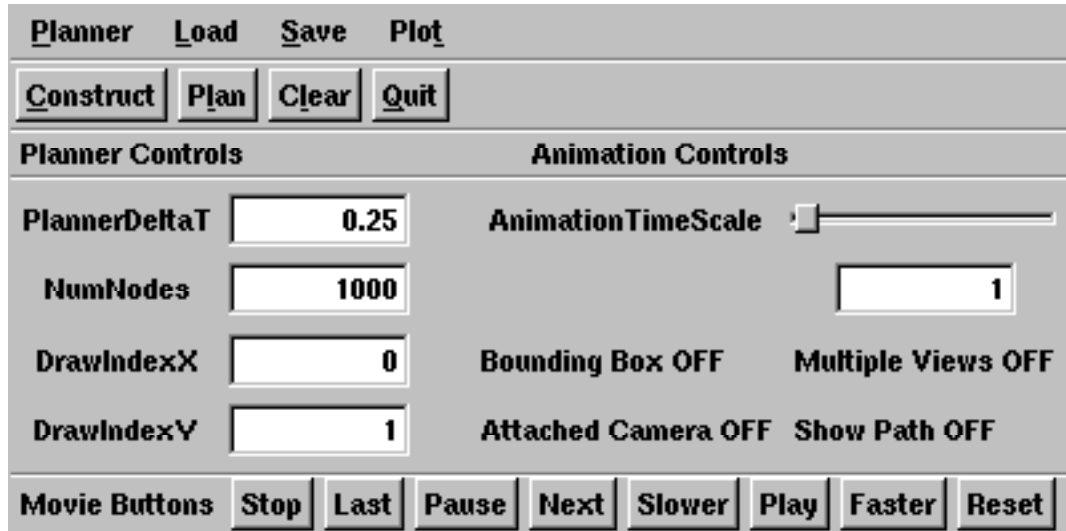 Planner Load Save Plot
Construct Plan Clear Quit
Planner Controls Animation Controls
PlannerDeltaT 0.25 AnimationTimeScale
NumNodes 1000 1
DrawIndexX 0 Bounding Box OFF Multiple Views OFF
DrawIndexY 1 Attached Camera OFF Show Path OFF
Movie Buttons Stop Last Pause Next Slower Play Faster Reset